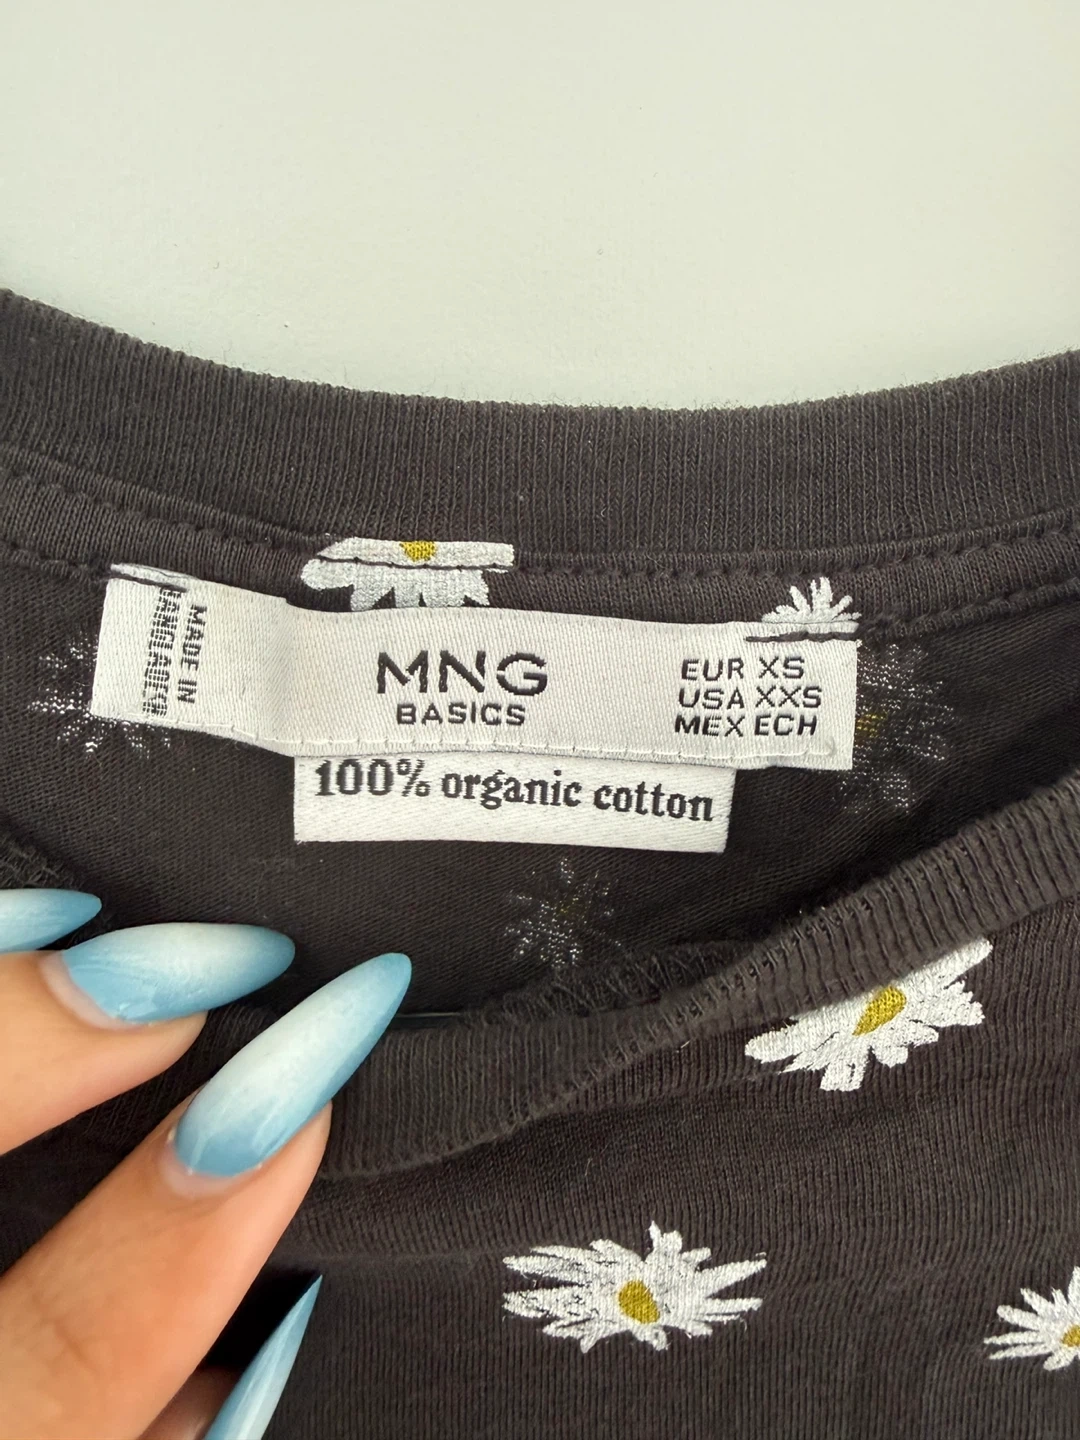 MADE IN
BANGLADESH
MNG
BASICS
EUR XS
USA XXS
MEX ECH
100% organic cotton